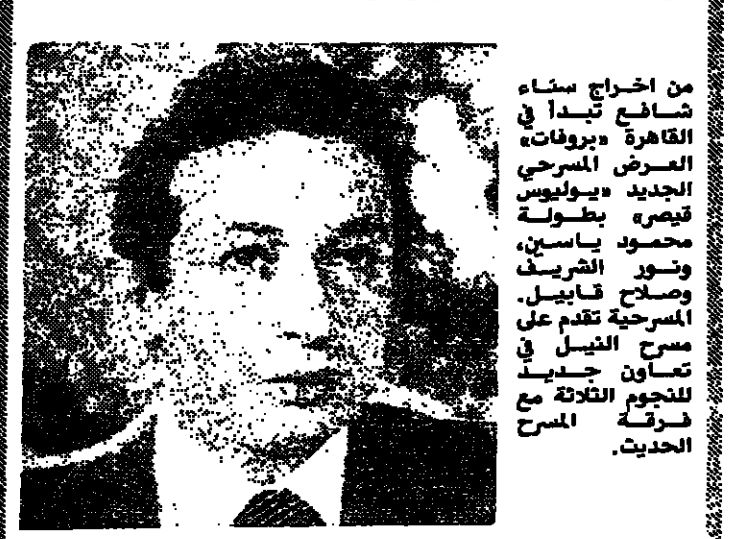 من اخراج سناء
شافع تبدأ في
القاهرة «بروفات»
العرض المسرحي
الجديد «يوليوس
قيصر» بطولة
محمود ياسين،
ونور الشريف
وصلاح قابيل.
المسرحية تقدم على
مسرح النيل في
تعاون جديد
للنجوم الثلاثة مع
فرقة المسرح
الحديث.